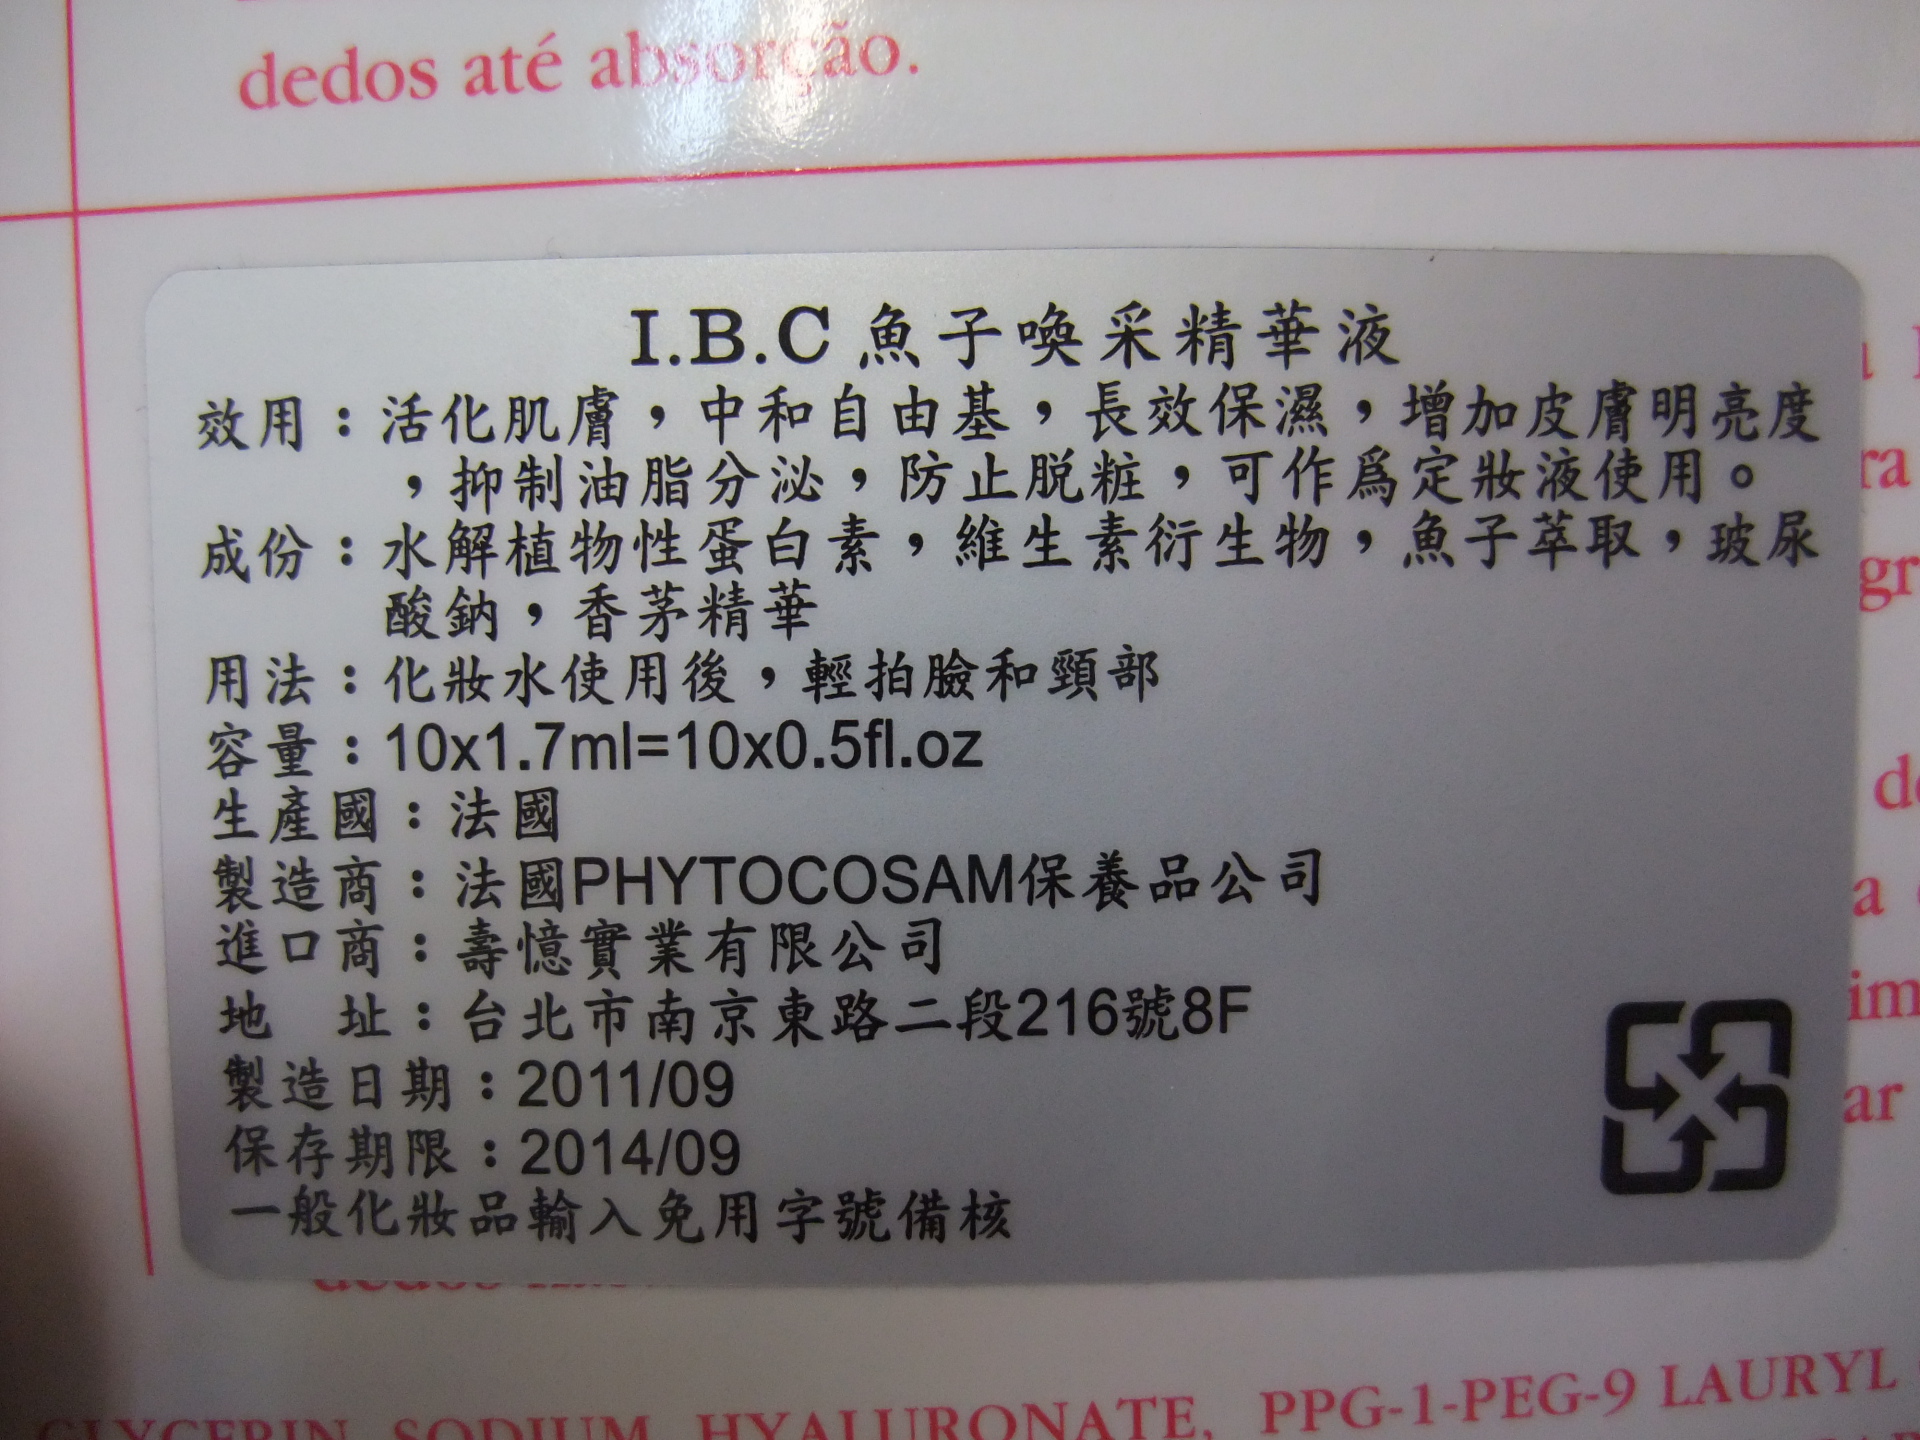 dedos até absorção.
I.B.C 魚子喚采精華液
效用：活化肌膚，中和自由基，長效保濕，增加皮膚明亮度
，抑制油脂分泌，防止脱粧，可作爲定妝液使用。
成份：水解植物性蛋白素，維生素衍生物，魚子萃取，玻尿
酸鈉，香茅精華
用法：化妝水使用後，輕拍臉和頸部
容量：10x1.7ml=10x0.5fl.oz
生產國：法國
製造商：法國PHYTOCOSAM保養品公司
進口商：壽憶實業有限公司
地　址：台北市南京東路二段216號8F
製造日期：2011/09
保存期限：2014/09
一般化妝品輸入免用字號備核
ra
gr
de
a
im
ar
GLYCERIN, SODIUM HYALURONATE, PPG-1-PEG-9 LAURYL